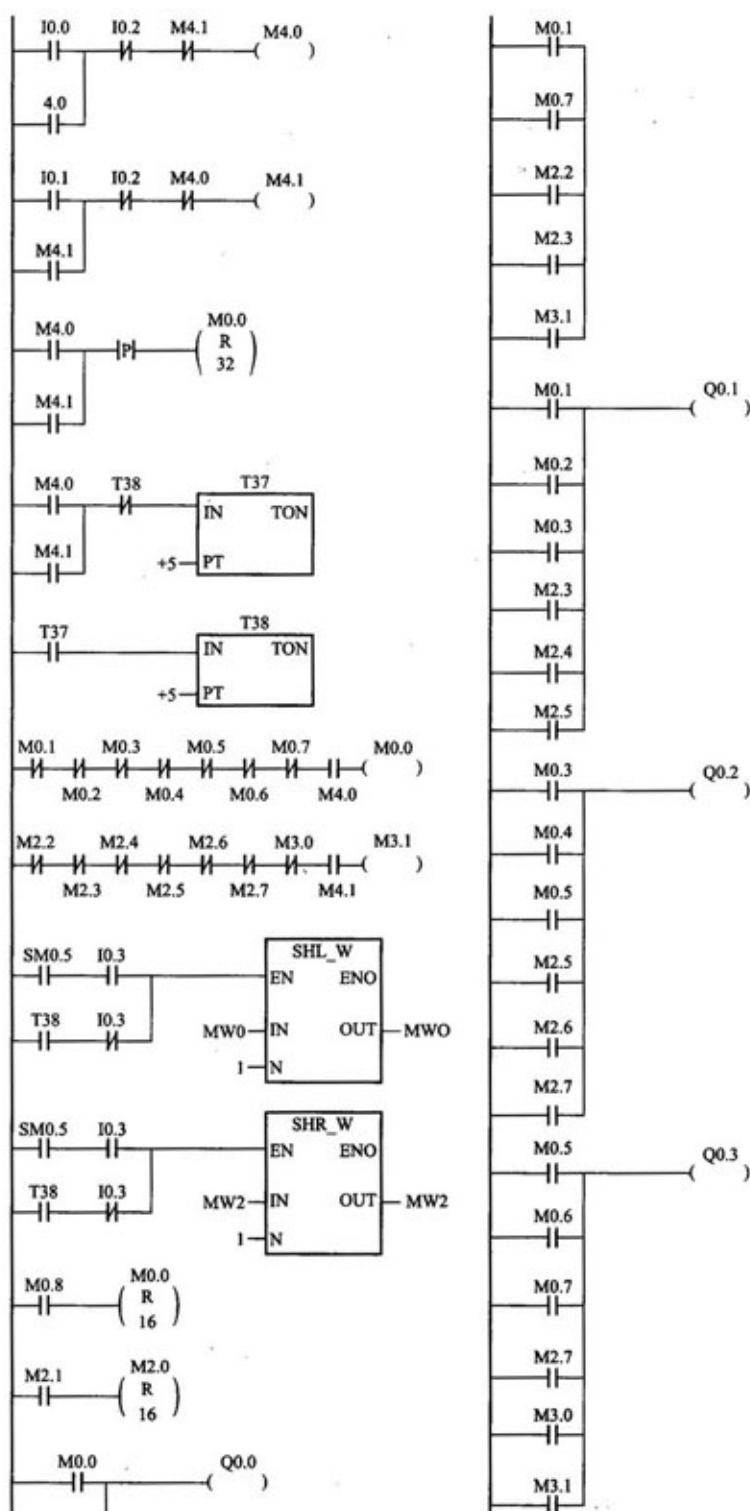 I0.0 I0.2 M4.1 M4.0
( )
4.0
I0.1 I0.2 M4.0 M4.1
( )
M4.1
M4.0 M0.0
P R
32
M4.1
M4.0 T38 T37
IN TON
M4.1 +5 PT
T37 T38
IN TON
+5 PT
M0.1 M0.3 M0.5 M0.7 M0.0
M0.2 M0.4 M0.6 M4.0
M2.2 M2.4 M2.6 M3.0 M3.1
M2.3 M2.5 M2.7 M4.1
SHL_W
SM0.5 I0.3 EN ENO
T38 I0.3 MW0 IN OUT MWO
1 N
SHR_W
SM0.5 I0.3 EN ENO
T38 I0.3 MW2 IN OUT MW2
1 N
M0.8 M0.0
R
16
M2.1 M2.0
R
16
M0.0 Q0.0
M0.1
M0.7
M2.2
M2.3
M3.1
M0.1 Q0.1
M0.2
M0.3
M2.3
M2.4
M2.5
M0.3 Q0.2
M0.4
M0.5
M2.5
M2.6
M2.7
M0.5 Q0.3
M0.6
M0.7
M2.7
M3.0
M3.1